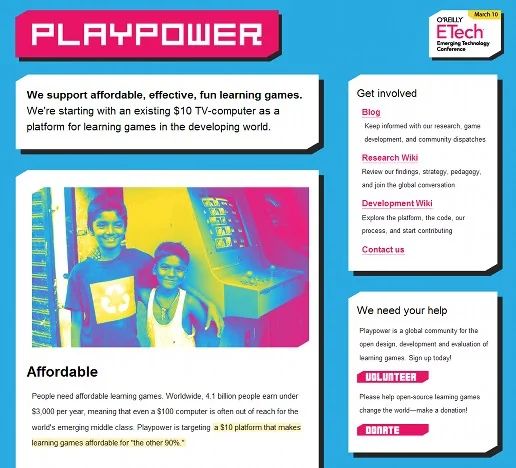 PLAYPOWER
March 10
O'REILLY
ETech
Emerging Technology
Conference
We support affordable, effective, fun learning games.
We're starting with an existing $10 TV-computer as a
platform for learning games in the developing world.
Affordable
People need affordable learning games. Worldwide, 4.1 billion people earn under
$3,000 per year, meaning that even a $100 computer is often out of reach for the
world's emerging middle class. Playpower is targeting a $10 platform that makes
learning games affordable for "the other 90%."
Get involved
Blog
Keep informed with our research, game
development, and community dispatches
Research Wiki
Review our findings, strategy, pedagogy,
and join the global conversation
Development Wiki
Explore the platform, the code, our
process, and start contributing
Contact us
We need your help
Playpower is a global community for the
open design, development and evaluation of
learning games. Sign up today!
VOLUNTEER
Please help open-source learning games
change the world—make a donation!
DONATE